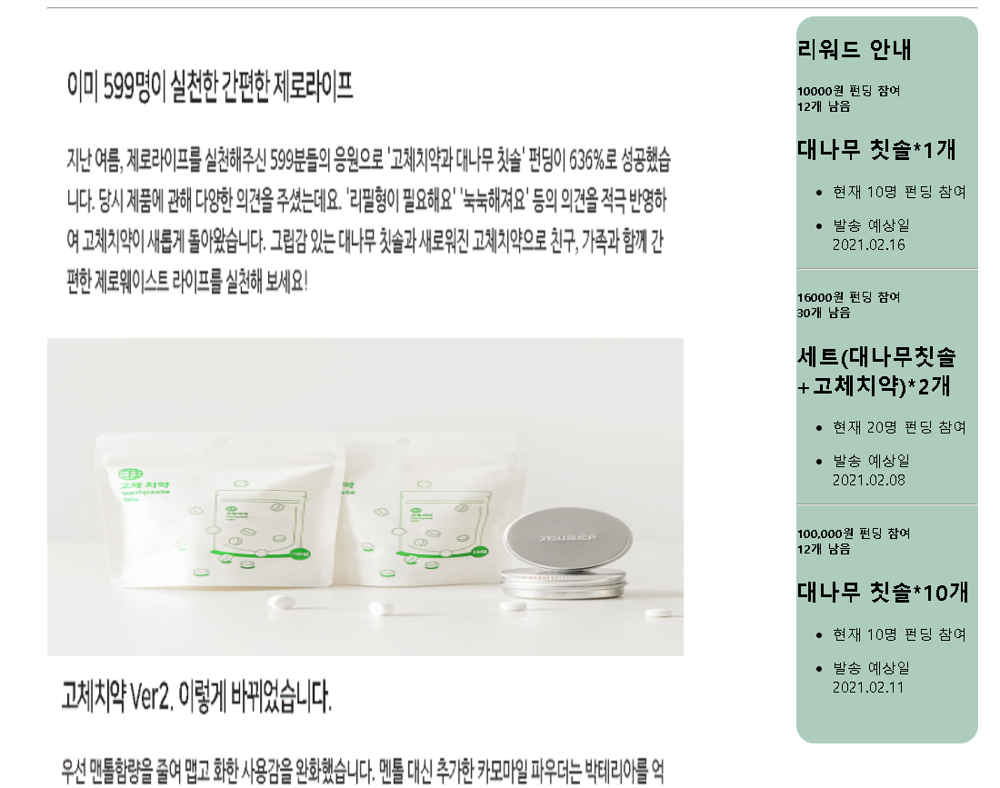 이미 599명이 실천한 간편한 제로라이프
지난 여름, 제로라이프를 실천해주신 599분들의 응원으로 '고체치약과 대나무 칫솔' 펀딩이 636%로 성공했습
니다. 당시 제품에 관해 다양한 의견을 주셨는데요. '리필형이 필요해요' '눅눅해져요' 등의 의견을 적극 반영하
여 고체치약이 새롭게 돌아왔습니다. 그립감 있는 대나무 칫솔과 새로워진 고체치약으로 친구, 가족과 함께 간
편한 제로웨이스트 라이프를 실천해 보세요!
고체 치약
toothpaste
고체치약 Ver2. 이렇게 바뀌었습니다.
우선 맨톨함량을 줄여 맵고 화한 사용감을 완화했습니다. 멘톨 대신 추가한 카모마일 파우더는 박테리아를 억
리워드 안내
10000원 펀딩 참여
12개 남음
대나무 칫솔*1개
현재 10명 펀딩 참여
발송 예상일
2021.02.16
16000원 펀딩 참여
30개 남음
세트(대나무칫솔
+고체치약)*2개
현재 20명 펀딩 참여
발송 예상일
2021.02.08
100,000원 펀딩 참여
12개 남음
대나무 칫솔*10개
현재 10명 펀딩 참여
발송 예상일
2021.02.11